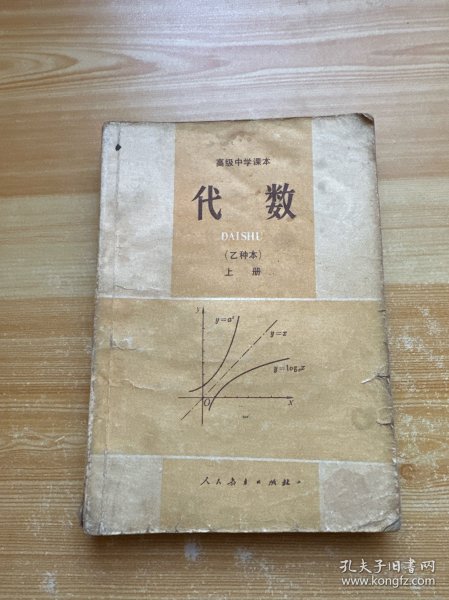 高级中学课本
代 数
DAISHU
(乙种本)
上 册
y
y=aˣ
y=x
y=logₐx
O
x
人民教育出版社
孔夫子旧书网
www.kongfz.com